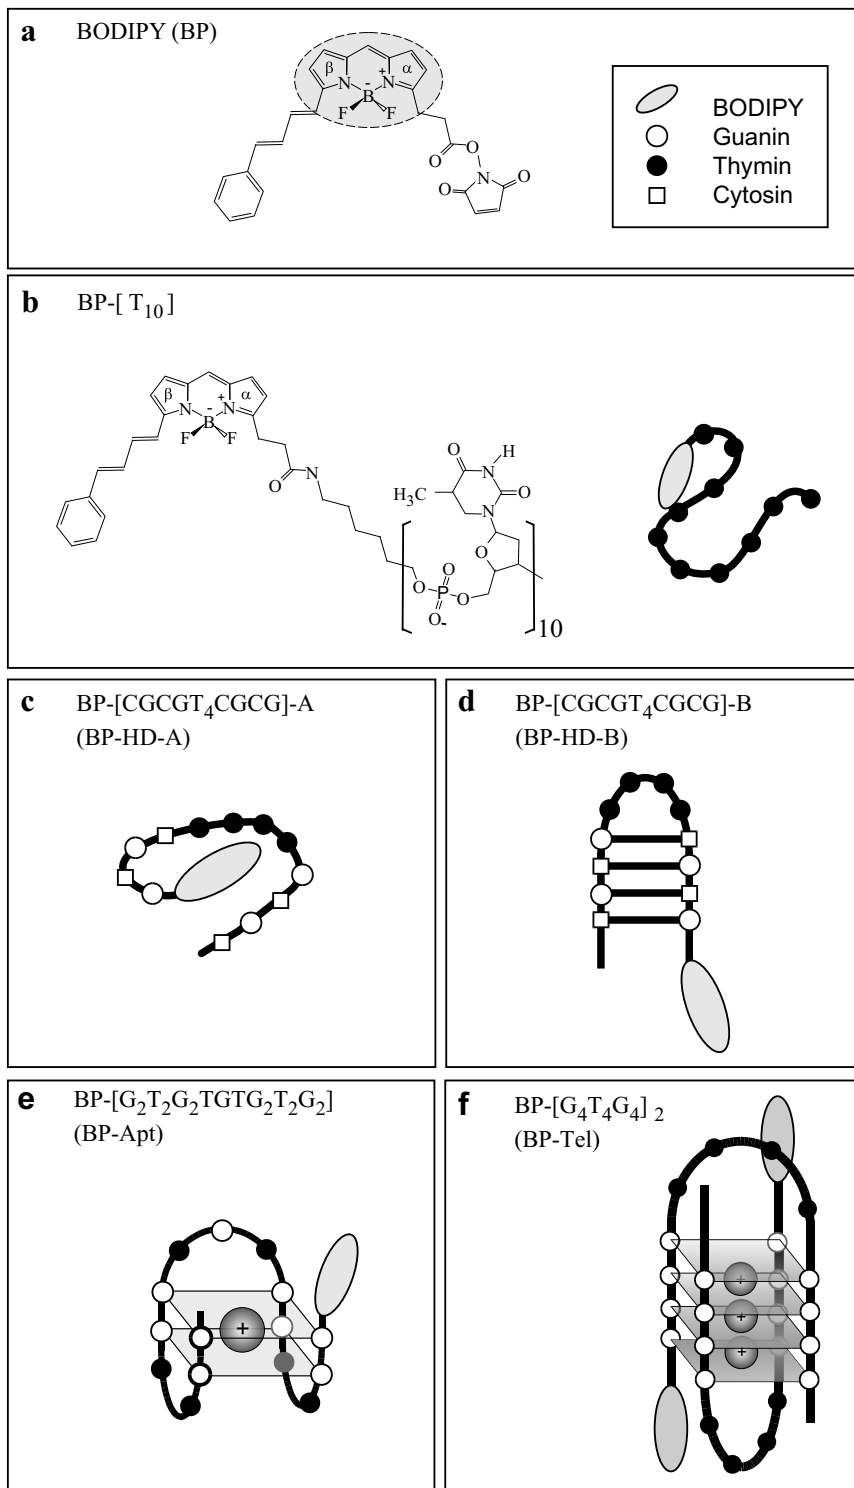 a BODIPY (BP)
β α
N N
+
-
B
F F
O
O
N
O O
BODIPY
Guanin
Thymin
Cytosin
b BP-[ T10]
β α
+
N N
-
B
F F
O N
O N H
H3C
N O
O
O
O P
O
O-
10
c BP-[CGCGT4CGCG]-A
(BP-HD-A)
d BP-[CGCGT4CGCG]-B
(BP-HD-B)
e BP-[G2T2G2TGTG2T2G2]
(BP-Apt)
+
f BP-[G4T4G4] 2
(BP-Tel)
+
+
+